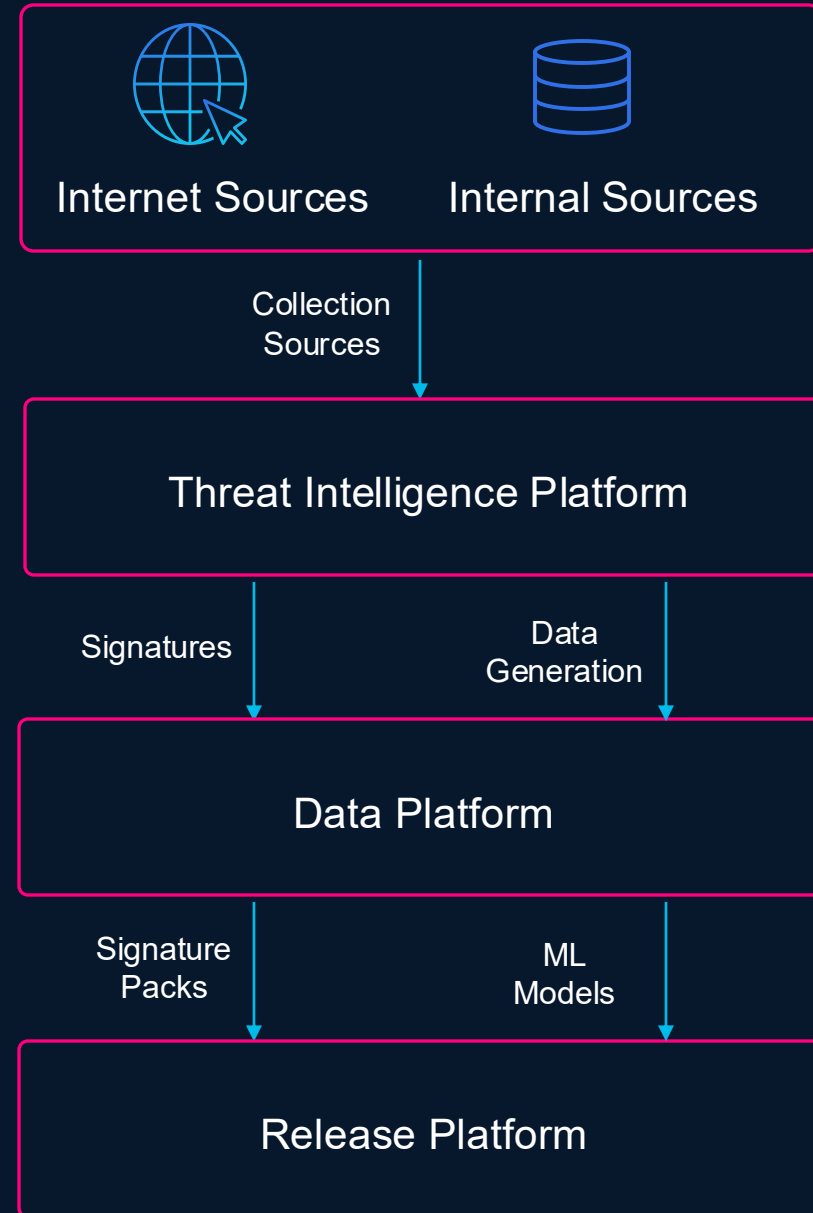 Internet Sources
Internal Sources
Collection
Sources
Threat Intelligence Platform
Signatures
Data
Generation
Data Platform
Signature
Packs
ML
Models
Release Platform